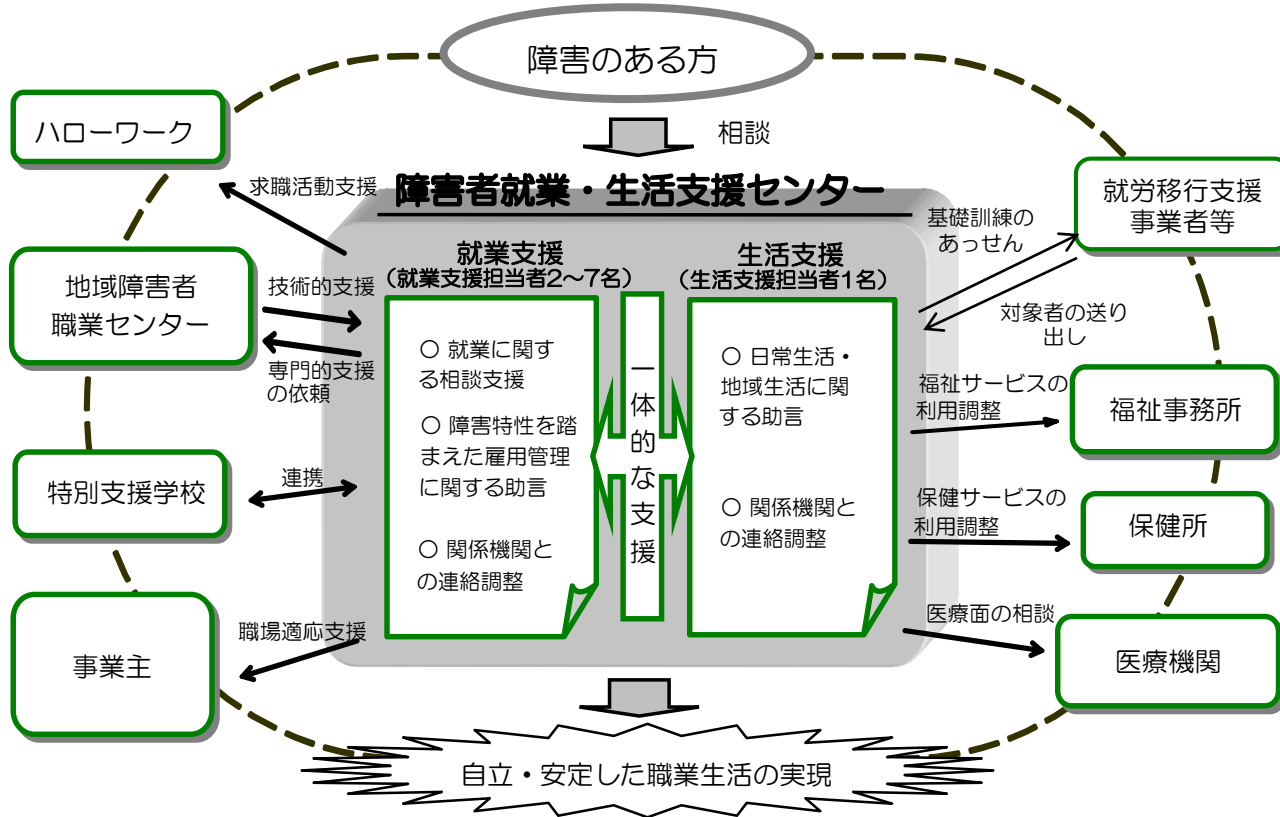 障害のある方
相談
ハローワーク
求職活動支援
地域障害者
職業センター
技術的支援
専門的支援
の依頼
特別支援学校
連携
事業主
職場適応支援
障害者就業・生活支援センター
就業支援
(就業支援担当者2~7名)
○ 就業に関す
る相談支援
○ 障害特性を踏
まえた雇用管理
に関する助言
○ 関係機関と
の連絡調整
一体的な支援
生活支援
(生活支援担当者1名)
○ 日常生活・
地域生活に関
する助言
○ 関係機関と
の連絡調整
基礎訓練の
あっせん
就労移行支援
事業者等
対象者の送り
出し
福祉サービスの
利用調整
福祉事務所
保健サービスの
利用調整
保健所
医療面の相談
医療機関
自立・安定した職業生活の実現